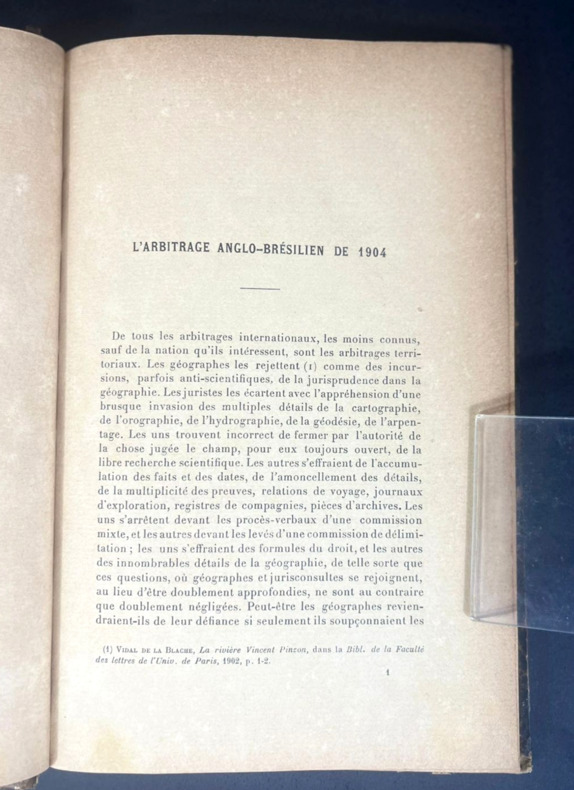 L'ARBITRAGE ANGLO-BRÉSILIEN DE 1904
De tous les arbitrages internationaux, les moins connus,
sauf de la nation qu'ils intéressent, sont les arbitrages terri-
toriaux. Les géographes les rejettent (1) comme des incur-
sions, parfois anti-scientifiques, de la jurisprudence dans la
géographie. Les juristes les écartent avec l'appréhension d'une
brusque invasion des multiples détails de la cartographie,
de l'orographie, de l'hydrographie, de la géodésie, de l'arpen-
tage. Les uns trouvent incorrect de fermer par l'autorité de
la chose jugée le champ, pour eux toujours ouvert, de la
libre recherche scientifique. Les autres s'effraient de l'accumu-
lation des faits et des dates, de l'amoncellement des détails,
de la multiplicité des preuves, relations de voyage, journaux
d'exploration, registres de compagnies, pièces d'archives. Les
uns s'arrêtent devant les procès-verbaux d'une commission
mixte, et les autres devant les levés d'une commission de délimi-
tation ; les uns s'effraient des formules du droit, et les autres
des innombrables détails de la géographie, de telle sorte que
ces questions, où géographes et jurisconsultes se rejoignent,
au lieu d'être doublement approfondies, ne sont au contraire
que doublement négligées. Peut-être les géographes revien-
draient-ils de leur défiance si seulement ils soupçonnaient les
(1) VIDAL DE LA BLACHE, La rivière Vincent Pinzon, dans la Bibl. de la Faculté
des lettres de l'Univ. de Paris, 1902, p. 1-2.
1